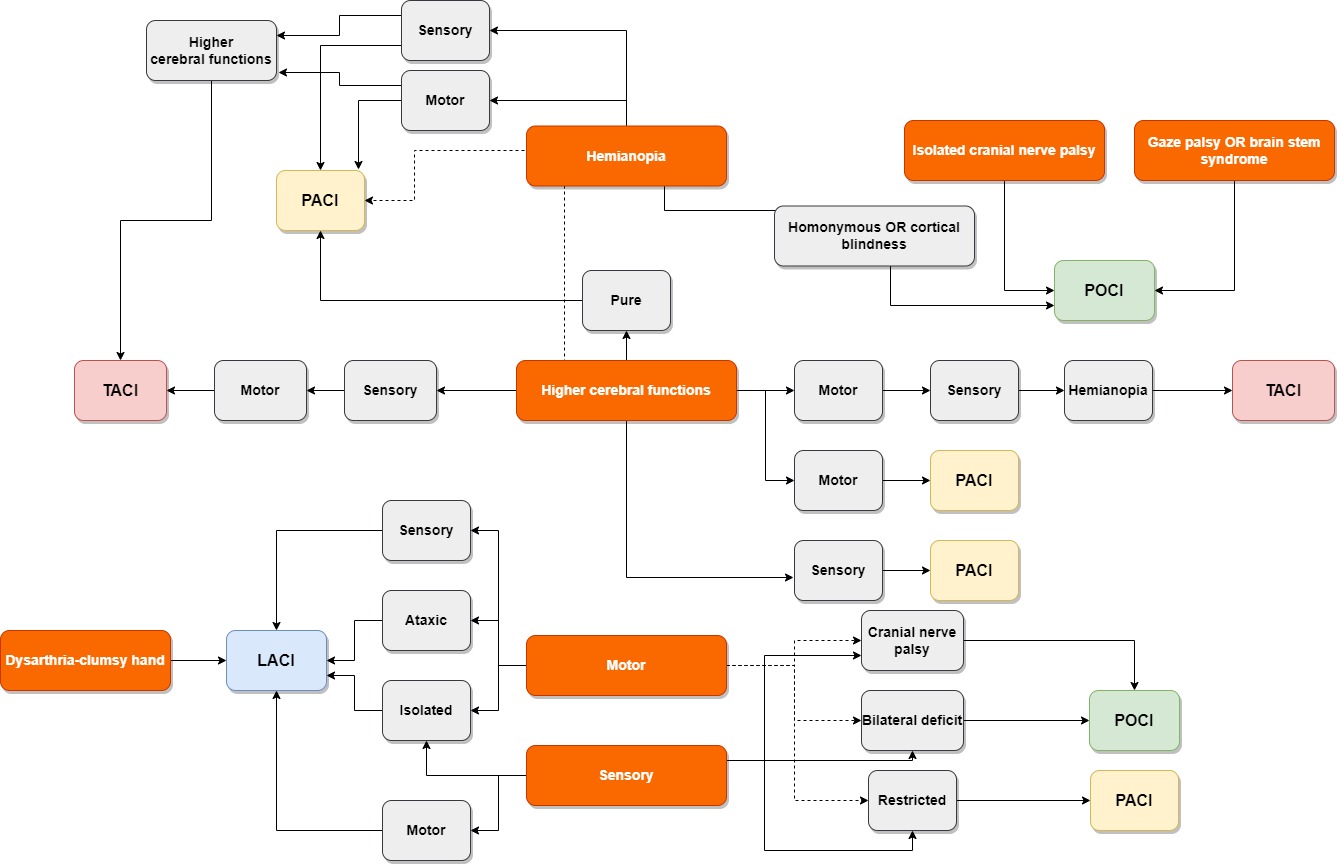 Sensory
Higher
cerebral functions
Motor
Hemianopia
Isolated cranial nerve palsy
Gaze palsy OR brain stem
syndrome
PACI
Homonymous OR cortical
blindness
Pure
POCI
TACI
Motor
Sensory
Higher cerebral functions
Motor
Sensory
Hemianopia
TACI
Motor
PACI
Sensory
Sensory
PACI
Ataxic
Cranial nerve
palsy
Dysarthria-clumsy hand
LACI
Motor
Isolated
Bilateral deficit
POCI
Sensory
Motor
Restricted
PACI